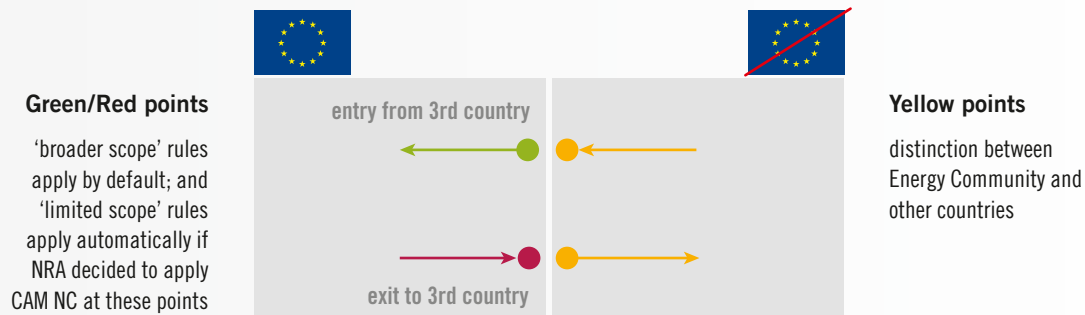 Green/Red points
‘broader scope’ rules
apply by default; and
‘limited scope’ rules
apply automatically if
NRA decided to apply
CAM NC at these points
entry from 3rd country
exit to 3rd country
Yellow points
distinction between
Energy Community and
other countries